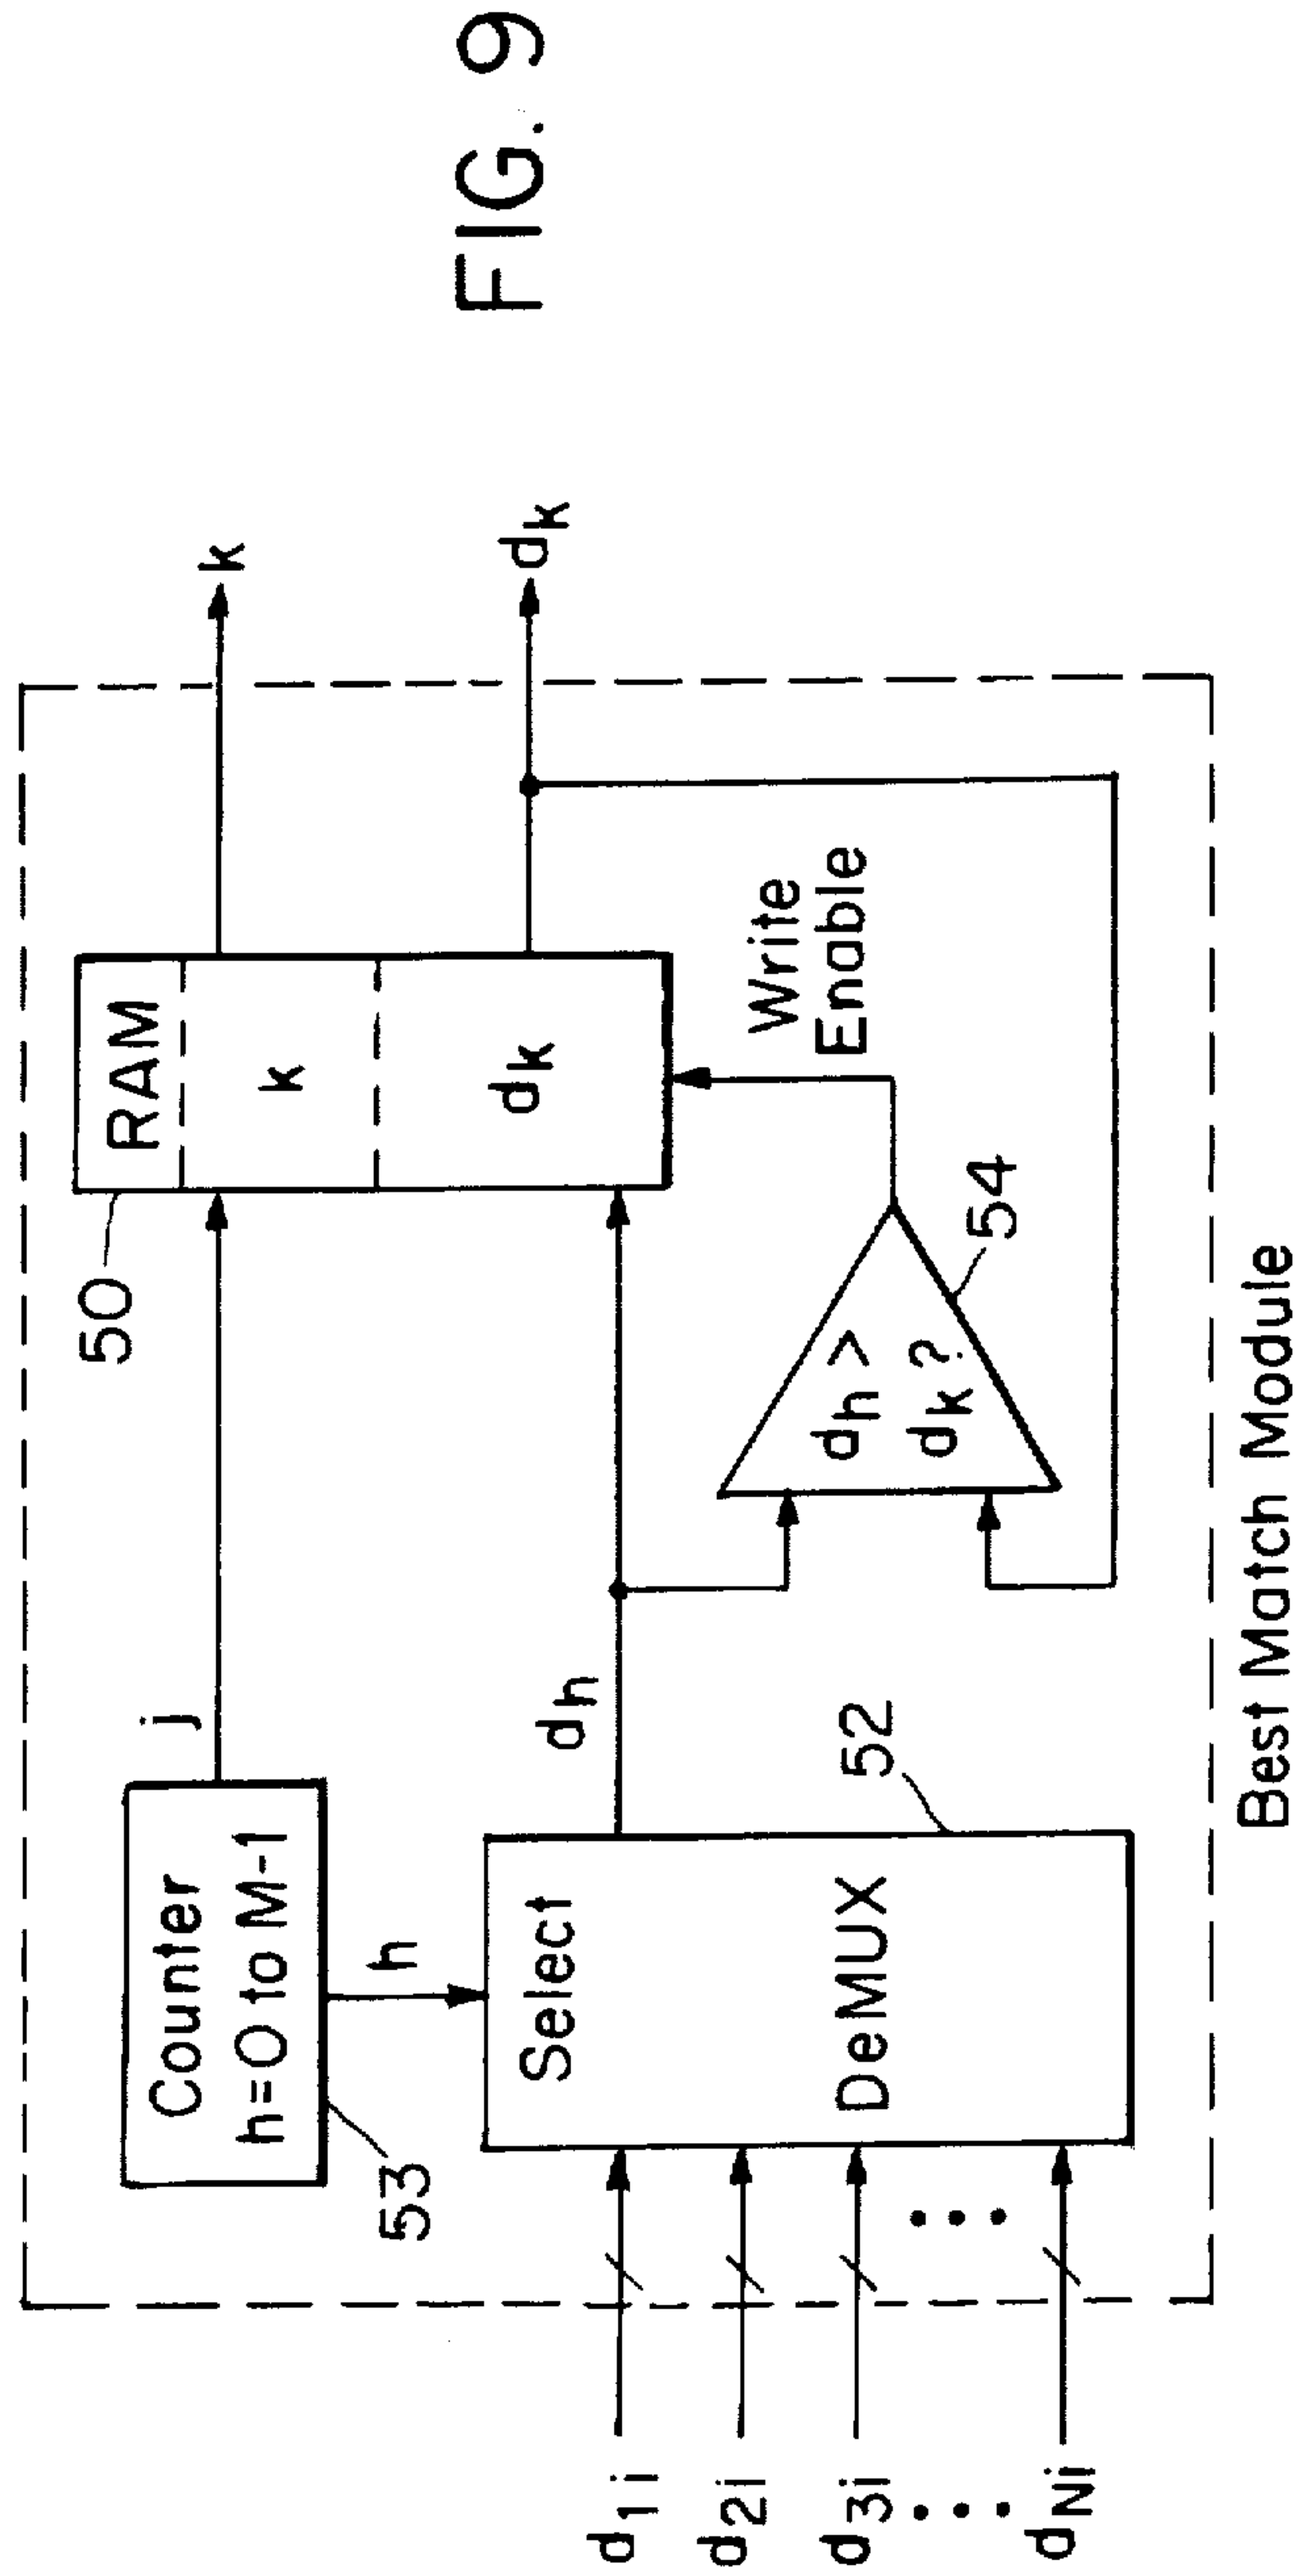 FIG. 9
Counter
h=0 to M-1
53
j
h
50
RAM
k
d_k
k
d_k
Select
DeMUX
52
d_h
d_h >
d_k ?
54
Write
Enable
d_1i
d_2i
d_3i
d_Ni
Best Match Module